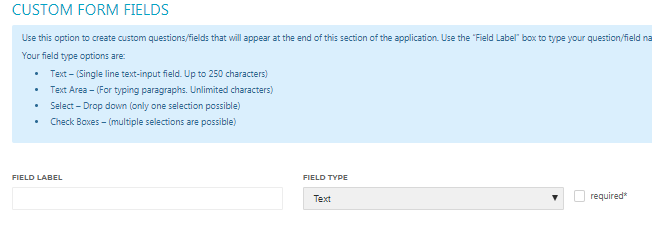 CUSTOM FORM FIELDS
Use this option to create custom questions/fields that will appear at the end of this section of the application. Use the "Field Label" box to type your question/field na
Your field type options are:
• Text – (Single line text-input field. Up to 250 characters)
• Text Area – (For typing paragraphs. Unlimited characters)
• Select – Drop down (only one selection possible)
• Check Boxes – (multiple selections are possible)
FIELD LABEL FIELD TYPE
Text ▼ required*